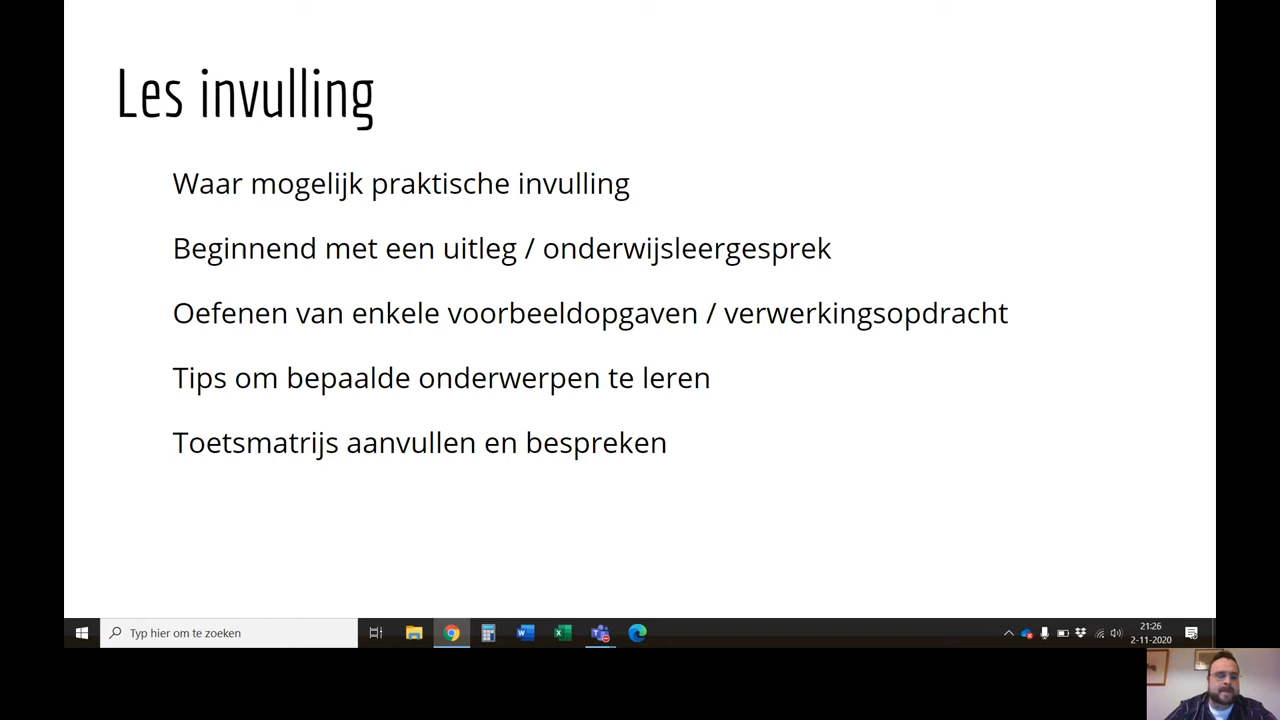 Les invulling
Waar mogelijk praktische invulling
Beginnend met een uitleg / onderwijsleergesprek
Oefenen van enkele voorbeeldopgaven / verwerkingsopdracht
Tips om bepaalde onderwerpen te leren
Toetsmatrijs aanvullen en bespreken
Typ hier om te zoeken
21:26
2-11-2020